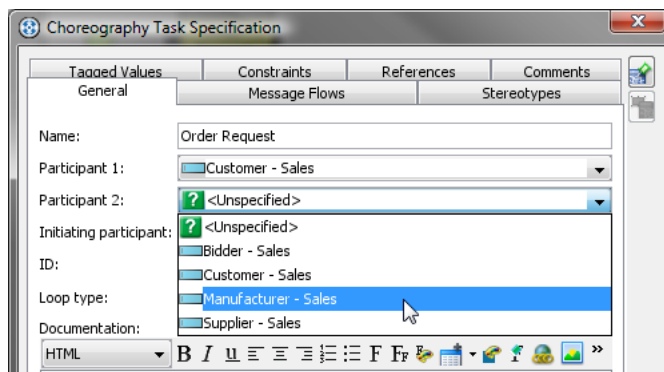 Choreography Task Specification
Tagged Values Constraints References Comments
General Message Flows Stereotypes
Name: Order Request
Participant 1: Customer - Sales
Participant 2: ? <Unspecified>
Initiating participant: ? <Unspecified>
Bidder - Sales
ID: Customer - Sales
Loop type: Manufacturer - Sales
Documentation: Supplier - Sales
HTML B I u F FF »